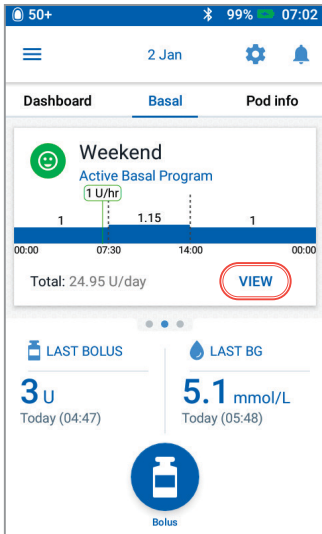 50+ 99% 07:02
2 Jan
Dashboard Basal Pod info
Weekend
Active Basal Program
1 U/hr
1 1.15 1
00:00 07:30 14:00 00:00
Total: 24.95 U/day VIEW
LAST BOLUS LAST BG
3 U 5.1 mmol/L
Today (04:47) Today (05:48)
Bolus